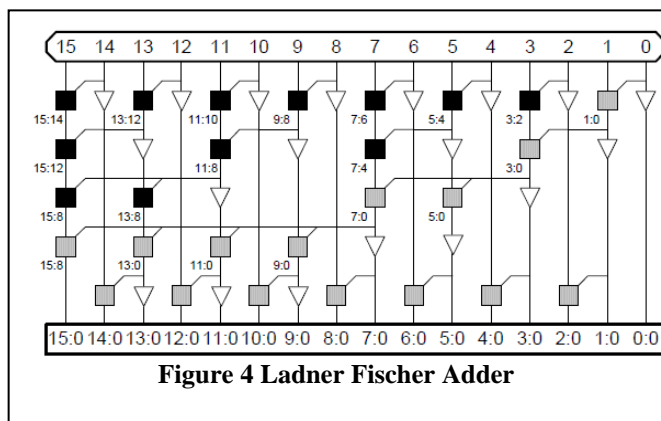 15 14 13 12 11 10 9 8 7 6 5 4 3 2 1 0
15:14 13:12 11:10 9:8 7:6 5:4 3:2 1:0
15:12 11:8 7:4 3:0
15:8 13:8 7:0 5:0
15:8 13:0 11:0 9:0
15:0 14:0 13:0 12:0 11:0 10:0 9:0 8:0 7:0 6:0 5:0 4:0 3:0 2:0 1:0 0:0
Figure 4 Ladner Fischer Adder